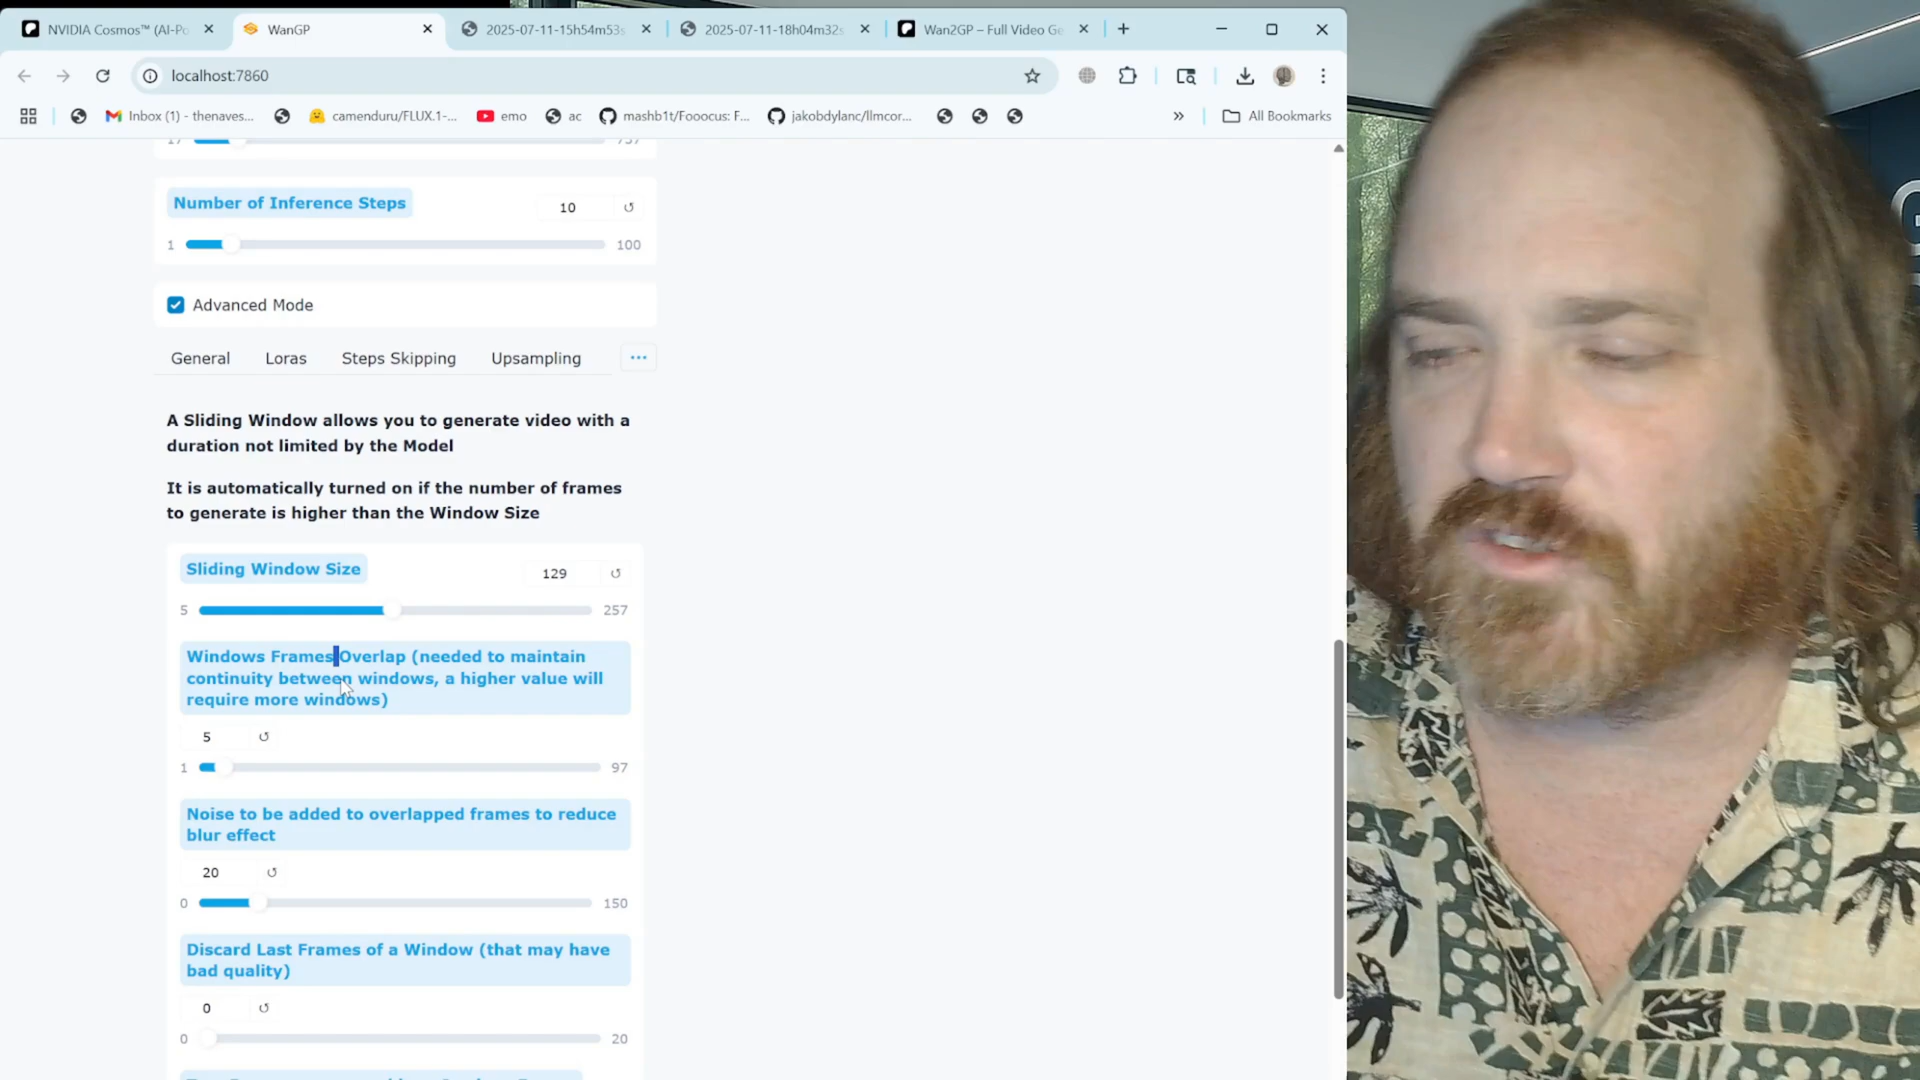 NVIDIA Cosmos™ (AI-Po
WanGP
2025-07-11-15h54m53s
2025-07-11-18h04m32s
Wan2GP – Full Video Ge
localhost:7860
Inbox (1) - thenaves...
camenduru/FLUX.1-...
emo
ac
mashb1t/Fooocus: F...
jakobdylanc/llmcor...
All Bookmarks
17
737
Number of Inference Steps
10
1
100
Advanced Mode
General
Loras
Steps Skipping
Upsampling
A Sliding Window allows you to generate video with a
duration not limited by the Model
It is automatically turned on if the number of frames
to generate is higher than the Window Size
Sliding Window Size
129
5
257
Windows Frames Overlap (needed to maintain
continuity between windows, a higher value will
require more windows)
5
1
97
Noise to be added to overlapped frames to reduce
blur effect
20
0
150
Discard Last Frames of a Window (that may have
bad quality)
0
0
20